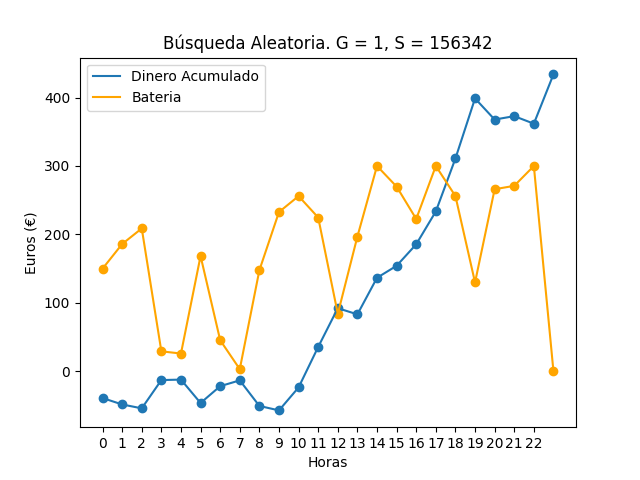 Búsqueda Aleatoria. G = 1, S = 156342
Dinero Acumulado
Bateria
400
300
200
100
0
Euros (€)
0 1 2 3 4 5 6 7 8 9 10 11 12 13 14 15 16 17 18 19 20 21 22
Horas